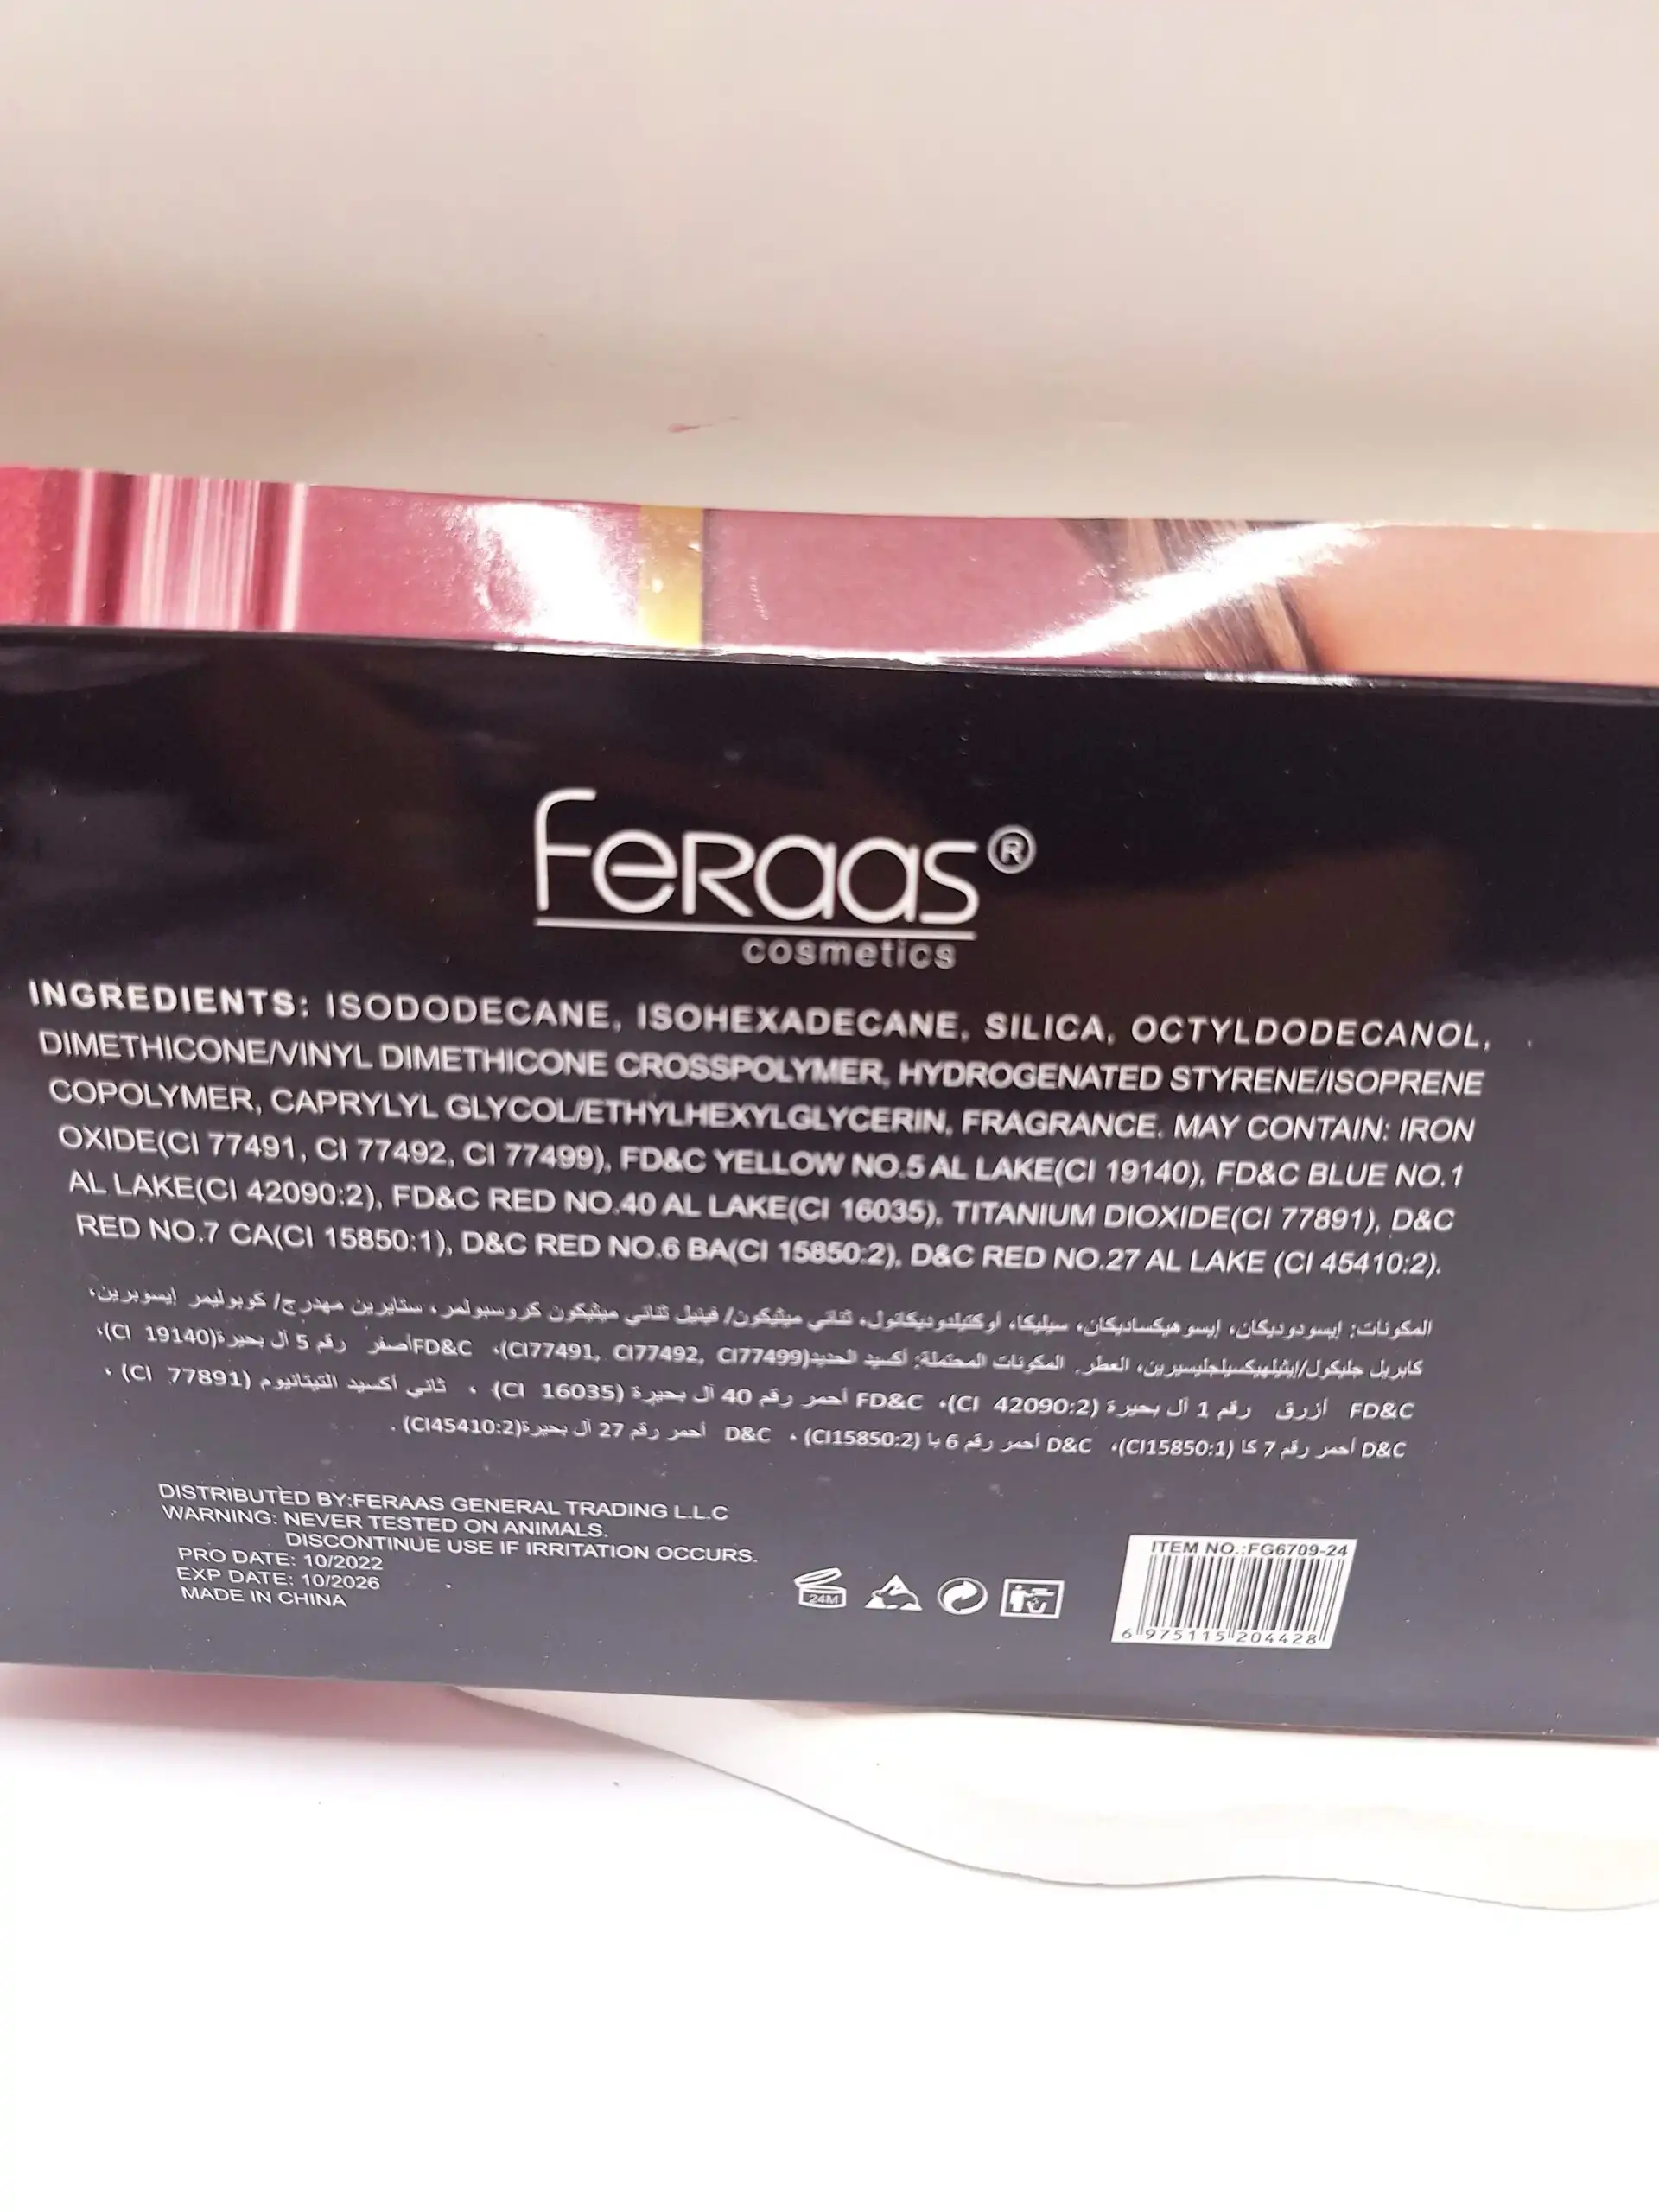 feraas®
cosmetics
INGREDIENTS: ISODODECANE, ISOHEXADECANE, SILICA, OCTYLDODECANOL,
DIMETHICONE/VINYL DIMETHICONE CROSSPOLYMER, HYDROGENATED STYRENE/ISOPRENE
COPOLYMER, CAPRYLYL GLYCOL/ETHYLHEXYLGLYCERIN, FRAGRANCE. MAY CONTAIN: IRON
OXIDE(CI 77491, CI 77492, CI 77499), FD&C YELLOW NO.5 AL LAKE(CI 19140), FD&C BLUE NO.1
AL LAKE(CI 42090:2), FD&C RED NO.40 AL LAKE(CI 16035), TITANIUM DIOXIDE(CI 77891), D&C
RED NO.7 CA(CI 15850:1), D&C RED NO.6 BA(CI 15850:2), D&C RED NO.27 AL LAKE (CI 45410:2).
المكونات: إيسودوديكان، إيسوهيكساديكان، سيليكا، أوكتيلدوديكانول، ثنائي ميثيكون/ فينيل ثنائي ميثيكون كروسبولمر، ستايرين مهدرج/ كوبوليمر إيسوبرين،
كابريل جليكول/إيثيلهيكسيلجليسيرين، العطر. المكونات المحتملة: أكسيد الحديد(CI77491, CI77492, CI77499)، FD&Cأصفر رقم 5 آل بحيرة(CI 19140)،
FD&C أزرق رقم 1 آل بحيرة (CI 42090:2)، FD&C أحمر رقم 40 آل بحيرة (CI 16035) ، ثاني أكسيد التيتانيوم (CI 77891) ،
D&C أحمر رقم 7 كا (CI15850:1)، D&C أحمر رقم 6 با (CI15850:2) ، D&C أحمر رقم 27 آل بحيرة(CI45410:2) .
DISTRIBUTED BY:FERAAS GENERAL TRADING L.L.C
WARNING: NEVER TESTED ON ANIMALS.
DISCONTINUE USE IF IRRITATION OCCURS.
PRO DATE: 10/2022
EXP DATE: 10/2026
MADE IN CHINA
24M
ITEM NO.:FG6709-24
6 975115 204428